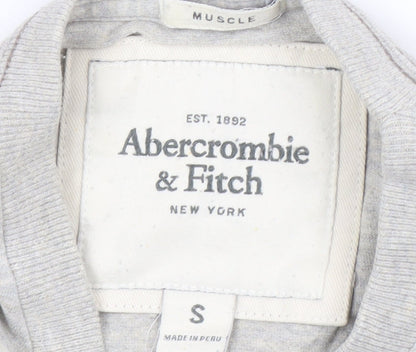 MUSCLE
EST. 1892
Abercrombie
& Fitch
NEW YORK
S
MADE IN PERU